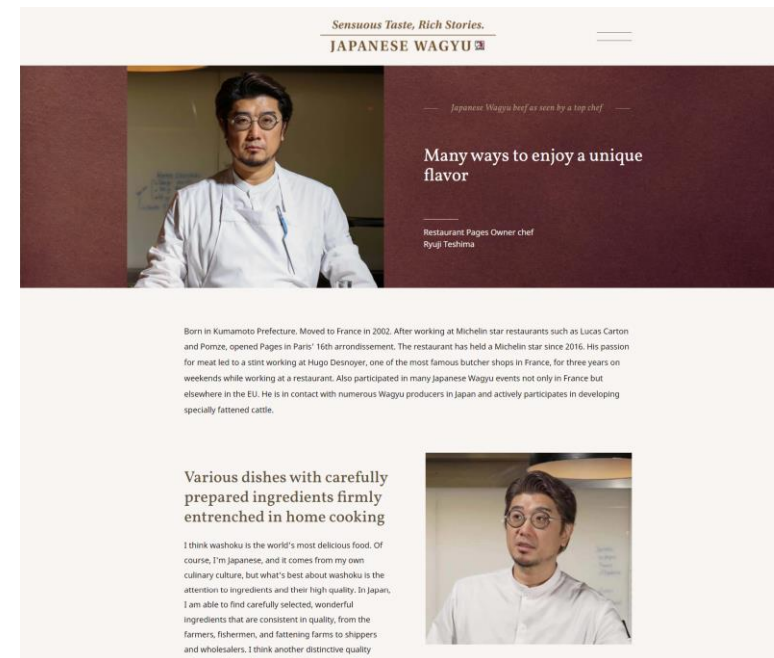 Sensuous Taste, Rich Stories.
JAPANESE WAGYU
Japanese Wagyu beef as seen by a top chef
Many ways to enjoy a unique
flavor
Restaurant Pages Owner chef
Ryuji Teshima
Born in Kumamoto Prefecture. Moved to France in 2002. After working at Michelin star restaurants such as Lucas Carton
and Pomze, opened Pages in Paris' 16th arrondissement. The restaurant has held a Michelin star since 2016. His passion
for meat led to a stint working at Hugo Desnoyer, one of the most famous butcher shops in France, for three years on
weekends while working at a restaurant. Also participated in many Japanese Wagyu events not only in France but
elsewhere in the EU. He is in contact with numerous Wagyu producers in Japan and actively participates in developing
specially fattened cattle.
Various dishes with carefully
prepared ingredients firmly
entrenched in home cooking
I think washoku is the world's most delicious food. Of
course, I'm Japanese, and it comes from my own
culinary culture, but what's best about washoku is the
attention to ingredients and their high quality. In Japan,
I am able to find carefully selected, wonderful
ingredients that are consistent in quality, from the
farmers, fishermen, and fattening farms to shippers
and wholesalers. I think another distinctive quality